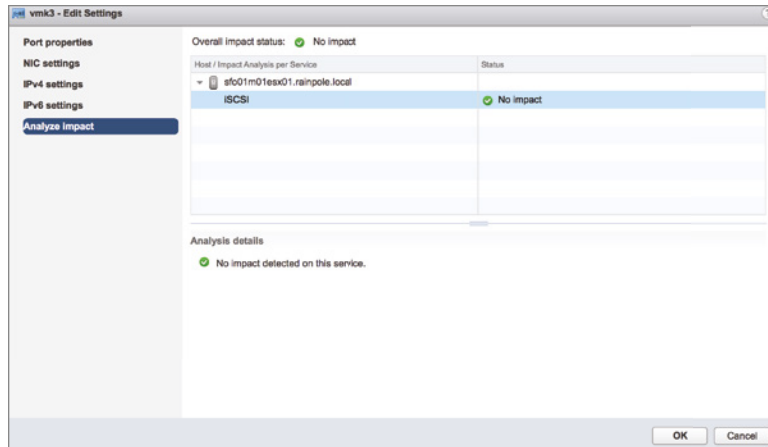 vmk3 - Edit Settings
Port properties
NIC settings
IPv4 settings
IPv6 settings
Analyze impact
Overall impact status: No impact
Host / Impact Analysis per Service Status
sfo01m01esx01.rainpole.local
iSCSI No impact
Analysis details
No impact detected on this service.
OK Cancel